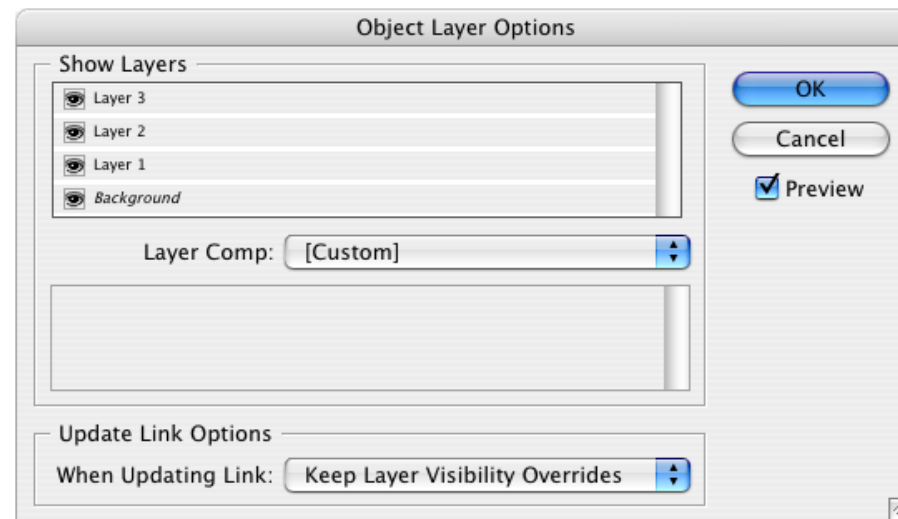 Object Layer Options
Show Layers
Layer 3
Layer 2
Layer 1
Background
Layer Comp: [Custom]
Update Link Options
When Updating Link: Keep Layer Visibility Overrides
OK
Cancel
Preview